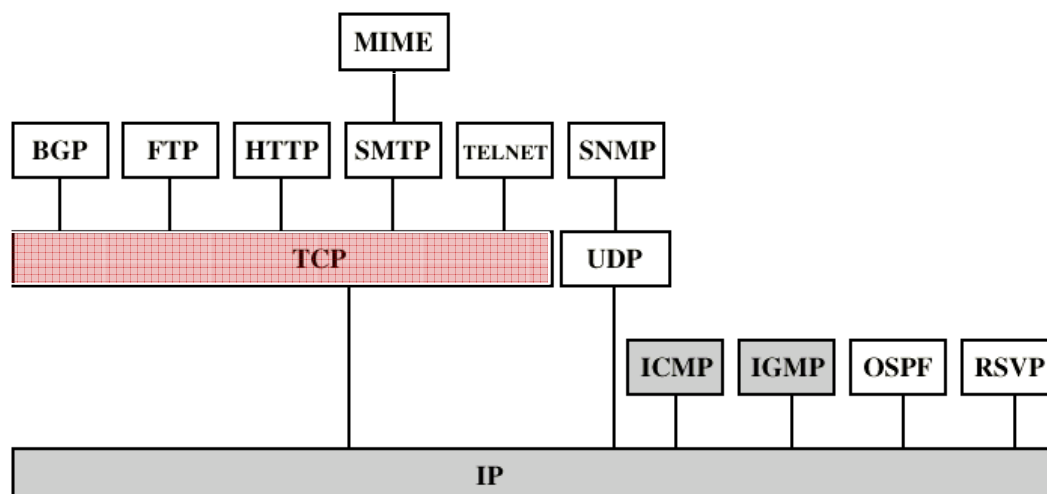 MIME
BGP FTP HTTP SMTP TELNET SNMP
TCP UDP
ICMP IGMP OSPF RSVP
IP